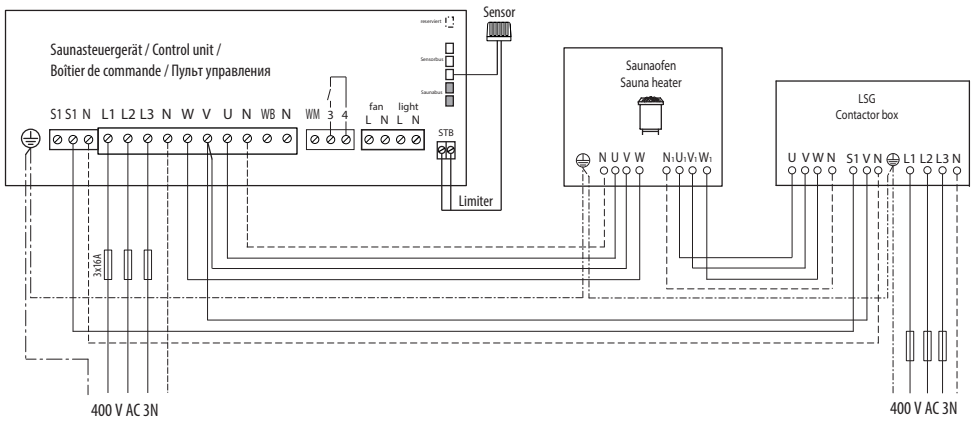 reserviert
Sensor
Saunasteuergerät / Control unit /
Boîtier de commande / Пульт управления
Sensorbus
Saunabus
Saunaofen
Sauna heater
LSG
Contactor box
S1 S1 N L1 L2 L3 N W V U N WB N WM 3 4
fan light
L N L N
STB
N U V W N1 U1 V1 W1
U V W N S1 V N L1 L2 L3 N
Limiter
3x16A
400 V AC 3N
400 V AC 3N